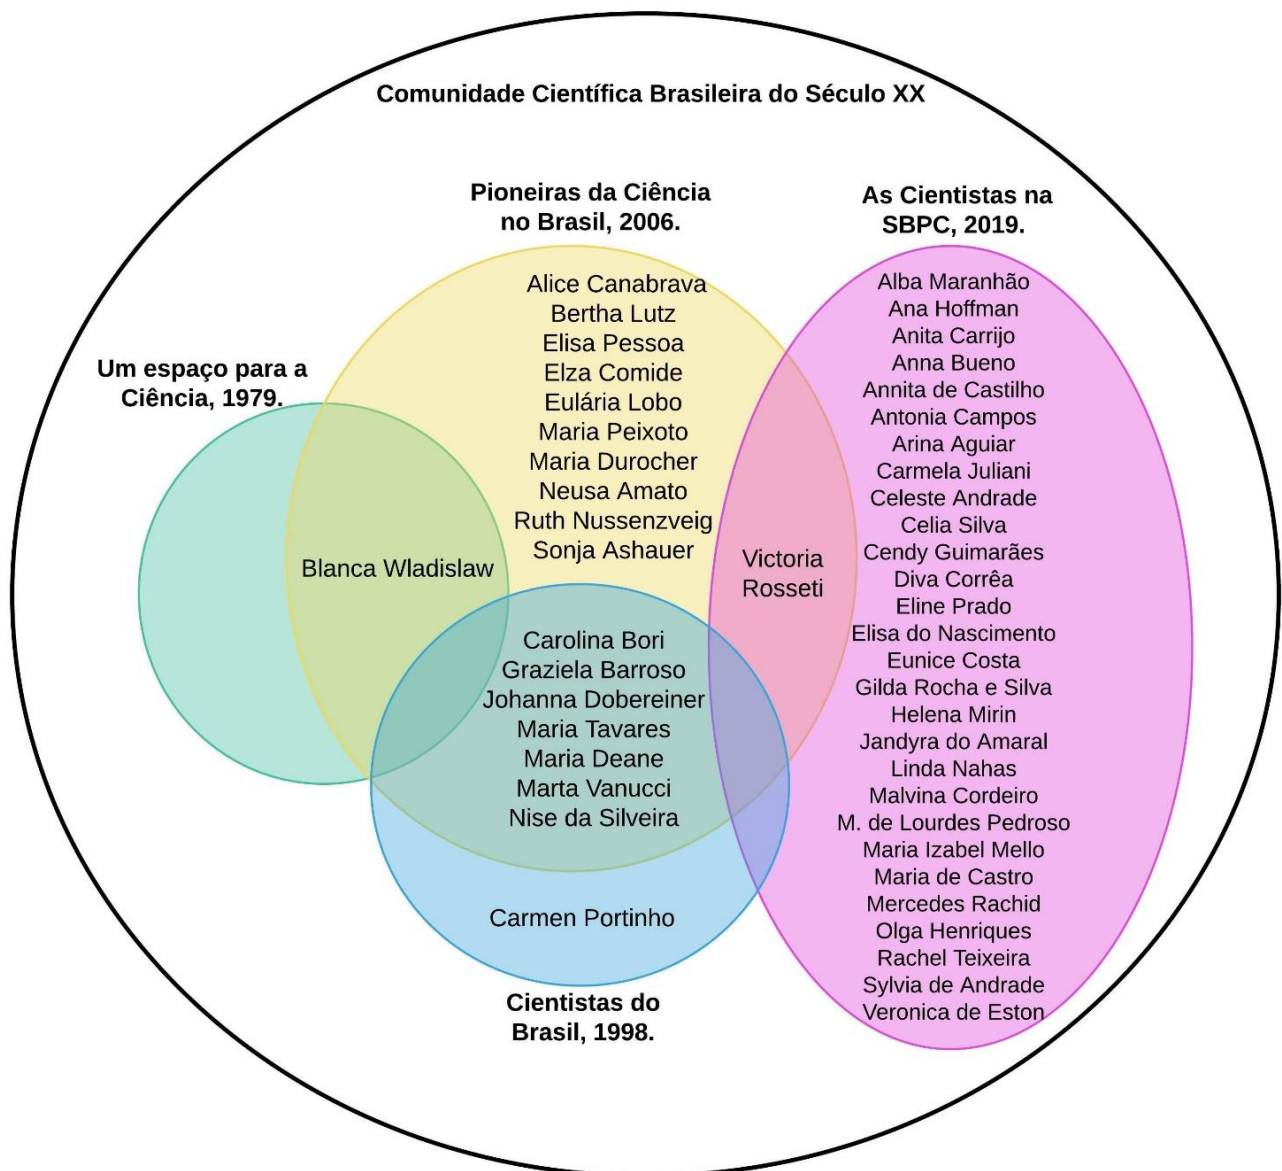 Comunidade Científica Brasileira do Século XX
Pioneiras da Ciência
no Brasil, 2006.
Alice Canabrava
Bertha Lutz
Elisa Pessoa
Elza Comide
Eulária Lobo
Maria Peixoto
Maria Durocher
Neusa Amato
Ruth Nussenzveig
Sonja Ashauer
As Cientistas na
SBPC, 2019.
Alba Maranhão
Ana Hoffman
Anita Carrijo
Anna Bueno
Annita de Castilho
Antonia Campos
Arina Aguiar
Carmela Juliani
Celeste Andrade
Celia Silva
Cendy Guimarães
Diva Corrêa
Eline Prado
Elisa do Nascimento
Eunice Costa
Gilda Rocha e Silva
Helena Mirin
Jandyra do Amaral
Linda Nahas
Malvina Cordeiro
M. de Lourdes Pedroso
Maria Izabel Mello
Maria de Castro
Mercedes Rachid
Olga Henriques
Rachel Teixeira
Sylvia de Andrade
Veronica de Eston
Um espaço para a
Ciência, 1979.
Blanca Wladislaw
Victoria
Rosseti
Carolina Bori
Graziela Barroso
Johanna Dobereiner
Maria Tavares
Maria Deane
Marta Vanucci
Nise da Silveira
Carmen Portinho
Cientistas do
Brasil, 1998.